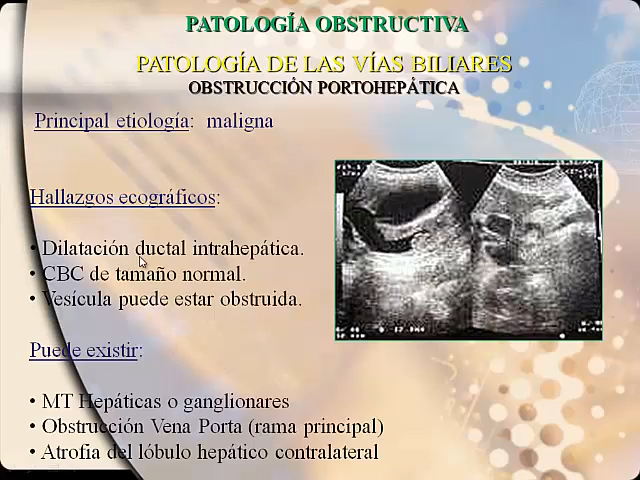 PATOLOGÍA OBSTRUCTIVA
PATOLOGÍA DE LAS VÍAS BILIARES
OBSTRUCCIÓN PORTOHEPÁTICA
Principal etiología: maligna
Hallazgos ecográficos:
• Dilatación ductal intrahepática.
• CBC de tamaño normal.
• Vesícula puede estar obstruida.
Puede existir:
• MT Hepáticas o ganglionares
• Obstrucción Vena Porta (rama principal)
• Atrofia del lóbulo hepático contralateral